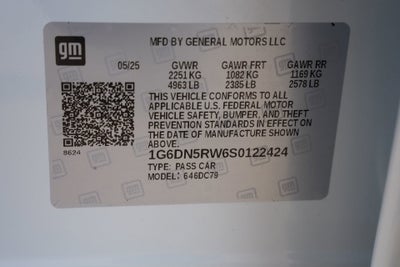 gm
MFD BY GENERAL MOTORS LLC
05/25 GVWR GAWR FRT GAWR RR
2251 KG 1082 KG 1169 KG
4963 LB 2385 LB 2578 LB
THIS VEHICLE CONFORMS TO ALL
APPLICABLE U.S. FEDERAL MOTOR
VEHICLE SAFETY, BUMPER, AND THEFT
PREVENTION STANDARDS IN EFFECT ON
THE DATE OF MANUFACTURE SHOWN
ABOVE.
8624
1G6DN5RW6S0122424
TYPE: PASS CAR
MODEL: 646DC79